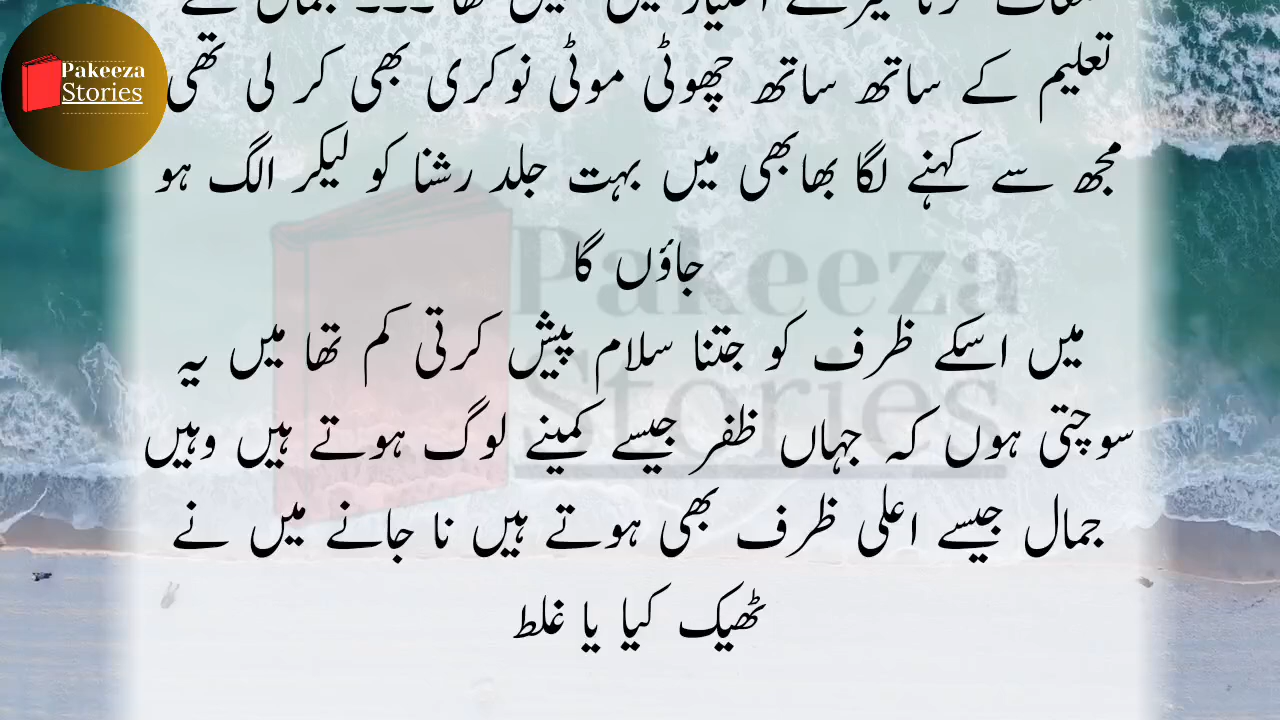 Pakeeza
Stories
تعلیم کے ساتھ ساتھ چھوٹی موٹی نوکری بھی کر لی تھی
مجھ سے کہنے لگا بھابھی میں بہت جلد رشنا کو لیکر الگ ہو
جاؤں گا
میں اسکے ظرف کو جتنا سلام پیش کرتی کم تھا میں یہ
سوچتی ہوں کہ جہاں ظفر جیسے کمینے لوگ ہوتے ہیں وہیں
جمال جیسے اعلی ظرف بھی ہوتے ہیں نا جانے میں نے
ٹھیک کیا یا غلط
Pakeeza
Stories